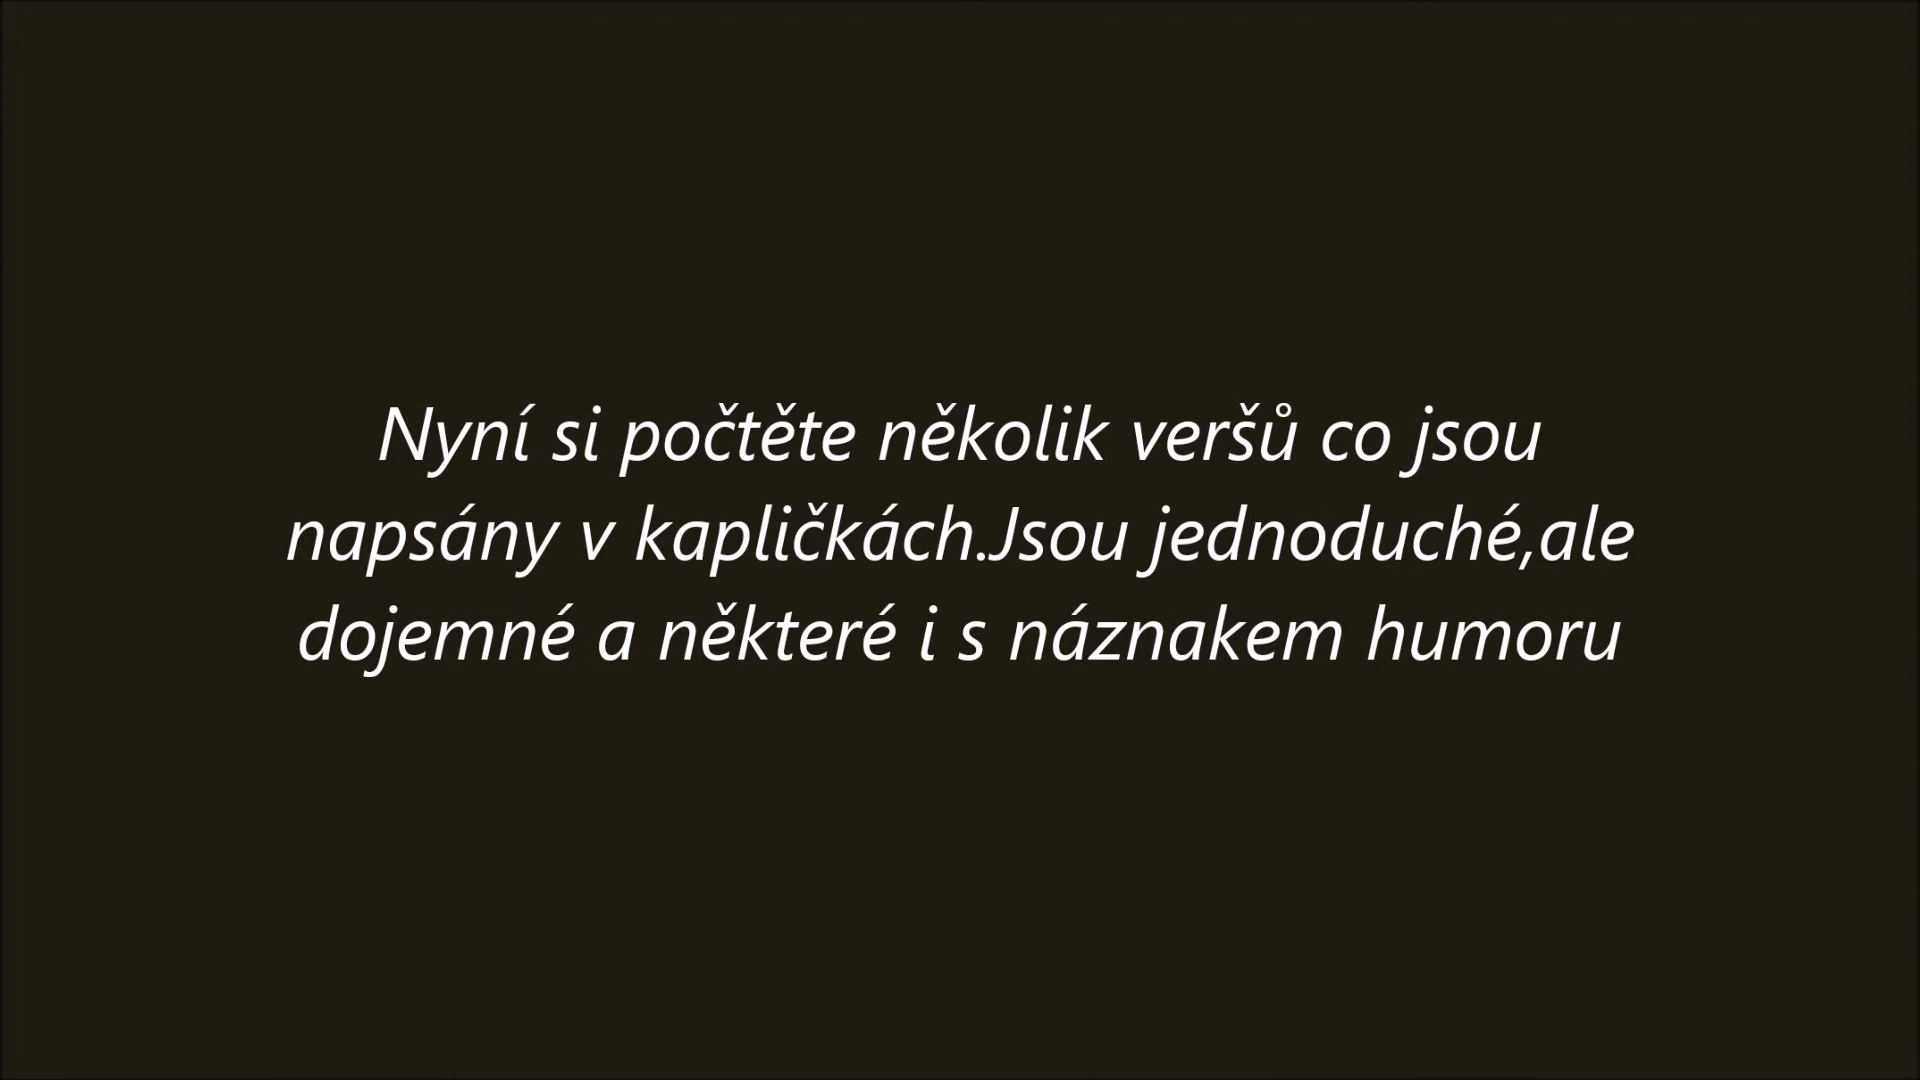 Nyní si počtěte několik veršů co jsou
napsány v kapličkách.Jsou jednoduché,ale
dojemné a některé i s náznakem humoru